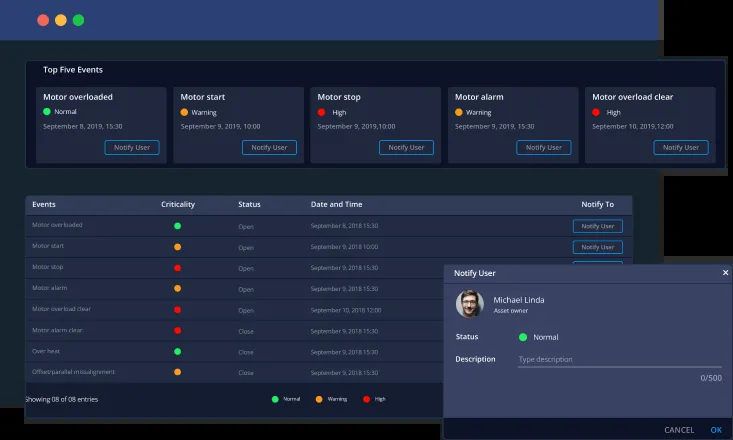 Top Five Events
Motor overloaded
Normal
September 8, 2019, 15:30
Notify User
Motor start
Warning
September 9, 2019, 10:00
Notify User
Motor stop
High
September 9, 2019,10:00
Notify User
Motor alarm
Warning
September 9, 2019, 15:30
Notify User
Motor overload clear
High
September 10, 2019,12:00
Notify User
Events Criticality Status Date and Time Notify To
Motor overloaded Open September 8, 2018 15:30 Notify User
Motor start Open September 9, 2018 10:00 Notify User
Motor stop Open September 9, 2018 15:30
Motor alarm Open September 9, 2018 15:30
Motor overload clear Open September 10, 2018 12:00
Motor alarm clear Close September 9, 2018 15:30
Over heat Close September 9, 2018 15:30
Offset/parallel missalignment Close September 9, 2018 15:30
Showing 08 of 08 entries Normal Warning High
Notify User ×
Michael Linda
Asset owner
Status Normal
Description Type description
0/500
CANCEL OK